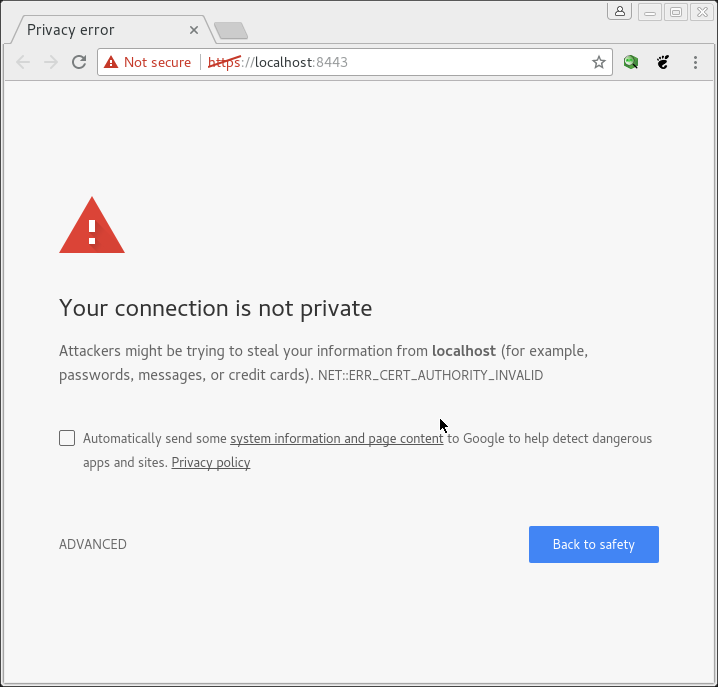 Privacy error
Not secure https://localhost:8443
Your connection is not private
Attackers might be trying to steal your information from localhost (for example,
passwords, messages, or credit cards). NET::ERR_CERT_AUTHORITY_INVALID
Automatically send some system information and page content to Google to help detect dangerous
apps and sites. Privacy policy
ADVANCED
Back to safety